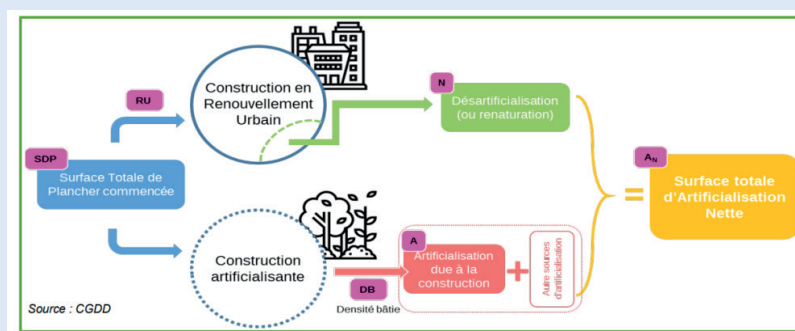 RU
Construction en
Renouvellement
Urbain
N
Désartificialisation
(ou renaturation)
SDP
Surface Totale de
Plancher commencée
AN
Surface totale
d'Artificialisation
Nette
=
Construction
artificialisante
DB
Densité bâtie
A
Artificialisation
due à la
construction
+
Autre sources
d'artificialisation
Source : CGDD